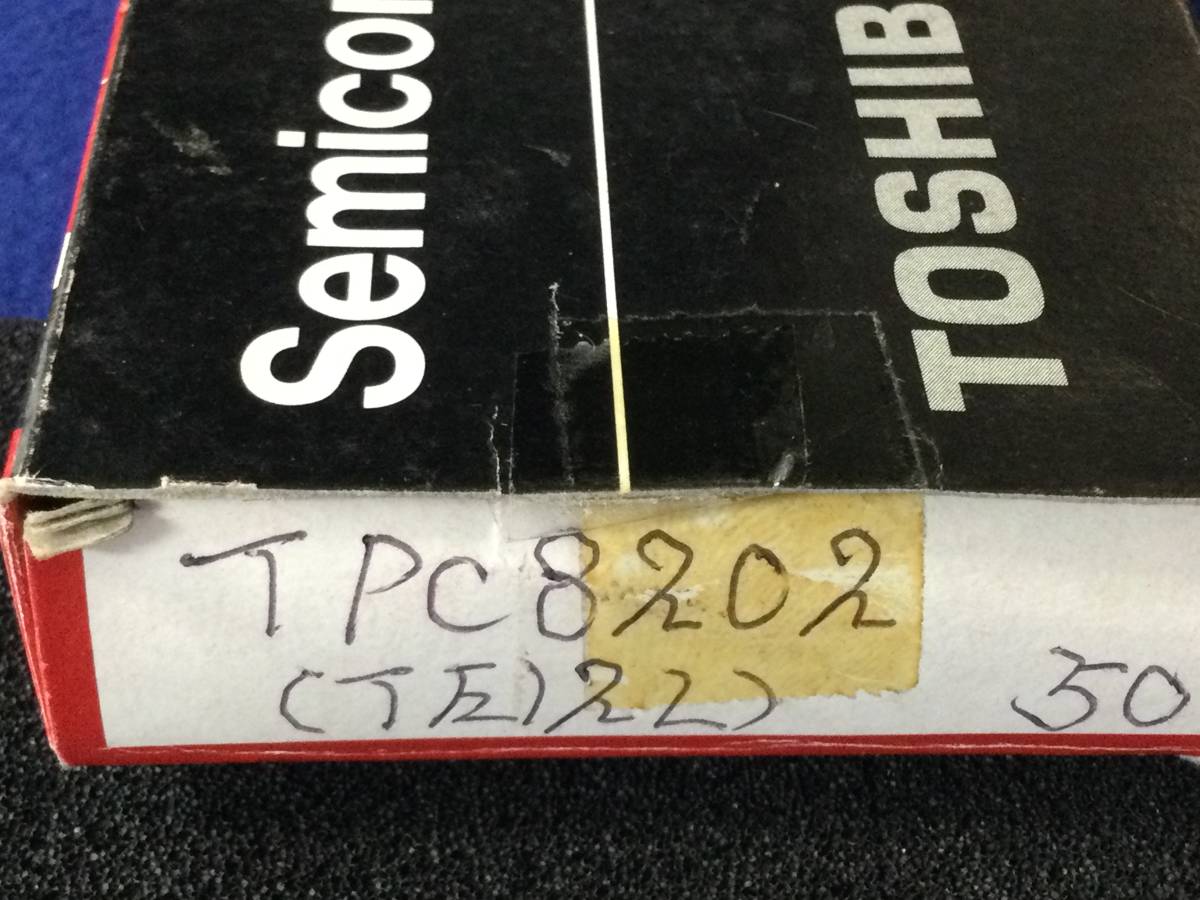 Semicon
TOSHIB
TPC8202
(TE12L)
50